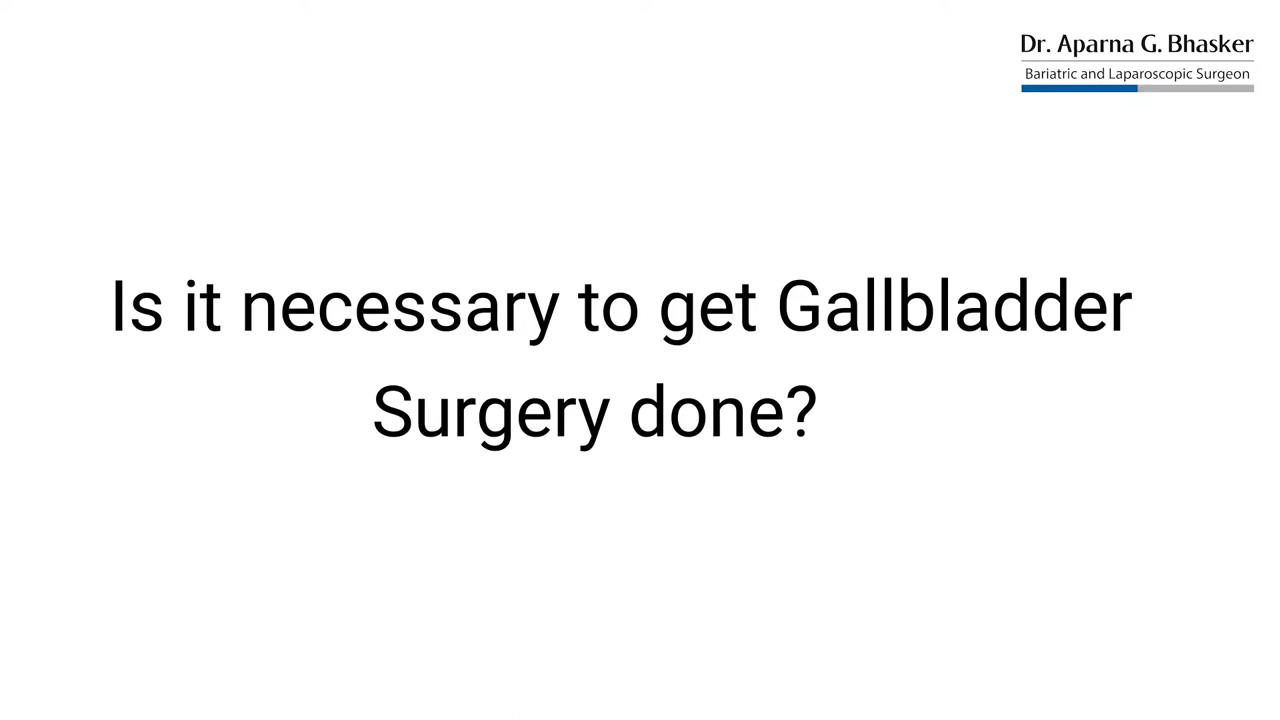 Dr. Aparna G. Bhasker
Bariatric and Laparoscopic Surgeon
Is it necessary to get Gallbladder
Surgery done?